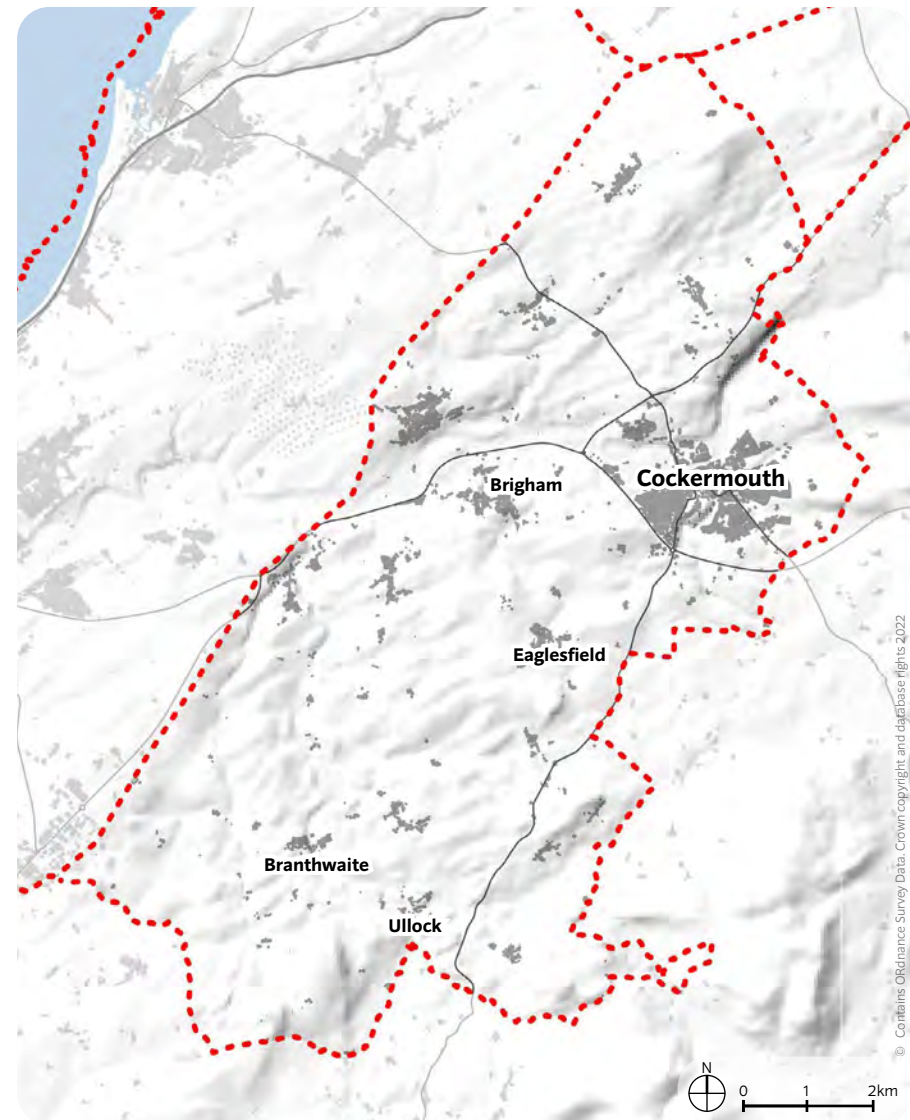 Brigham
Cockermouth
Eaglesfield
Branthwaite
Ullock
© Contains ORdnance Survey Data. Crown copyright and database rights 2022
N
0 1 2km